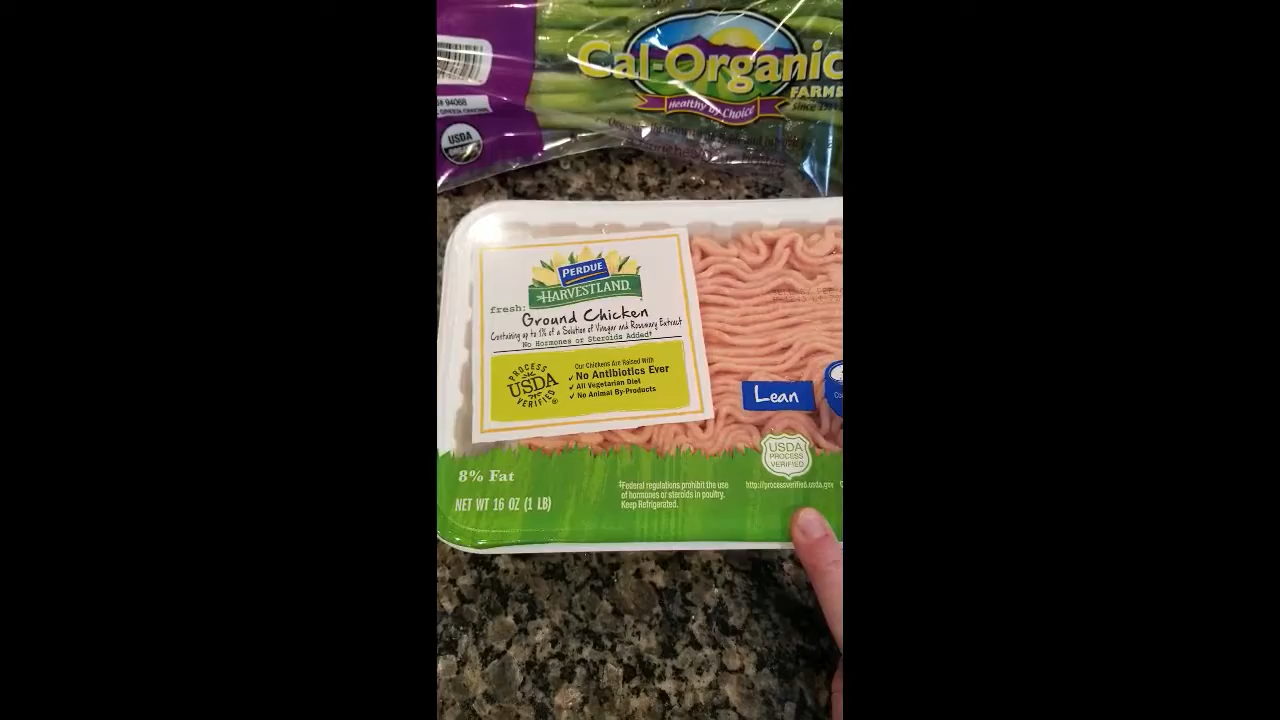 Cal-Organic
FARMS
Healthy by Choice
94068
USDA
PERDUE
HARVESTLAND
fresh:
Ground Chicken
Containing up to 1% of a Solution of Vinegar and Rosemary Extract
No Hormones or Steroids Added‡
PROCESS
USDA
VERIFIED
Our Chickens Are Raised With
✓ No Antibiotics Ever
✓ All Vegetarian Diet
✓ No Animal By-Products
Lean
USDA
PROCESS
VERIFIED
8% Fat
NET WT 16 OZ (1 LB)
‡Federal regulations prohibit the use
of hormones or steroids in poultry.
Keep Refrigerated.
http://processverified.usda.gov